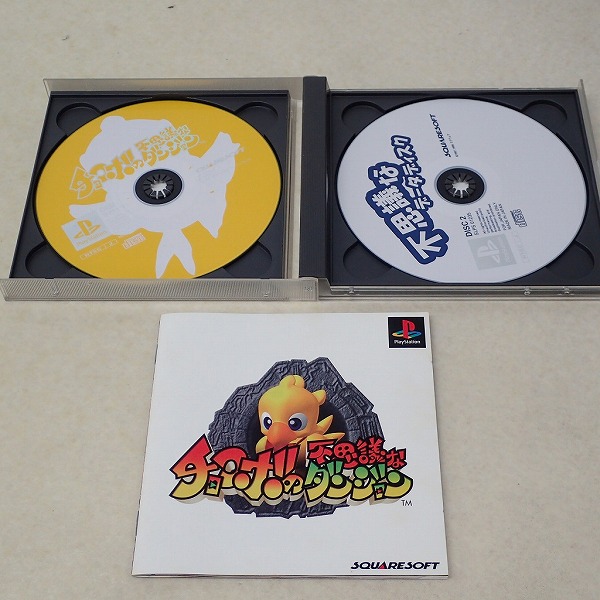 チョコボの
不思議な
ダンジョン
SQUARESOFT
不思議な
データディスク
DISC 2
PlayStation
チョコボの
不思議な
ダンジョン
TM
SQUARESOFT